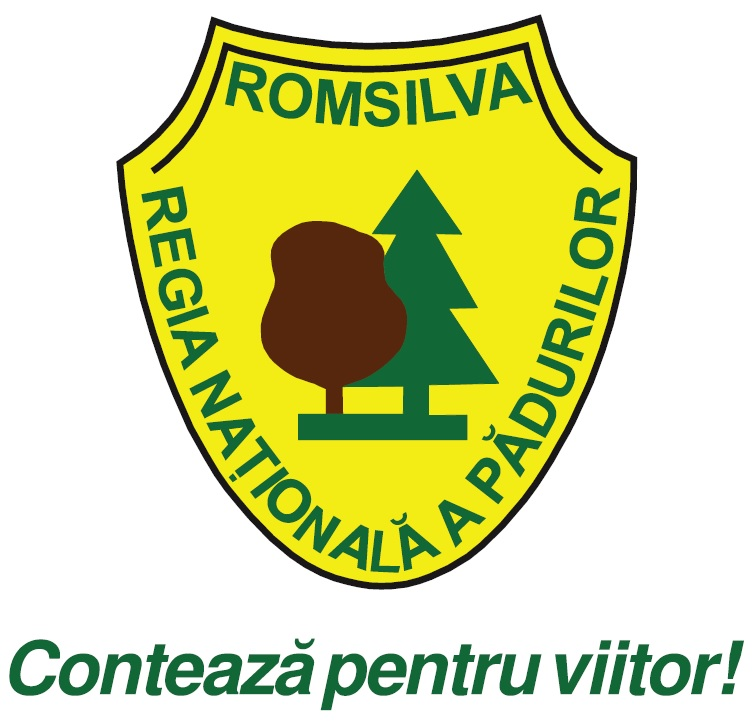 ROMSILVA
REGIA NAȚIONALĂ A PĂDURILOR
Contează pentru viitor!